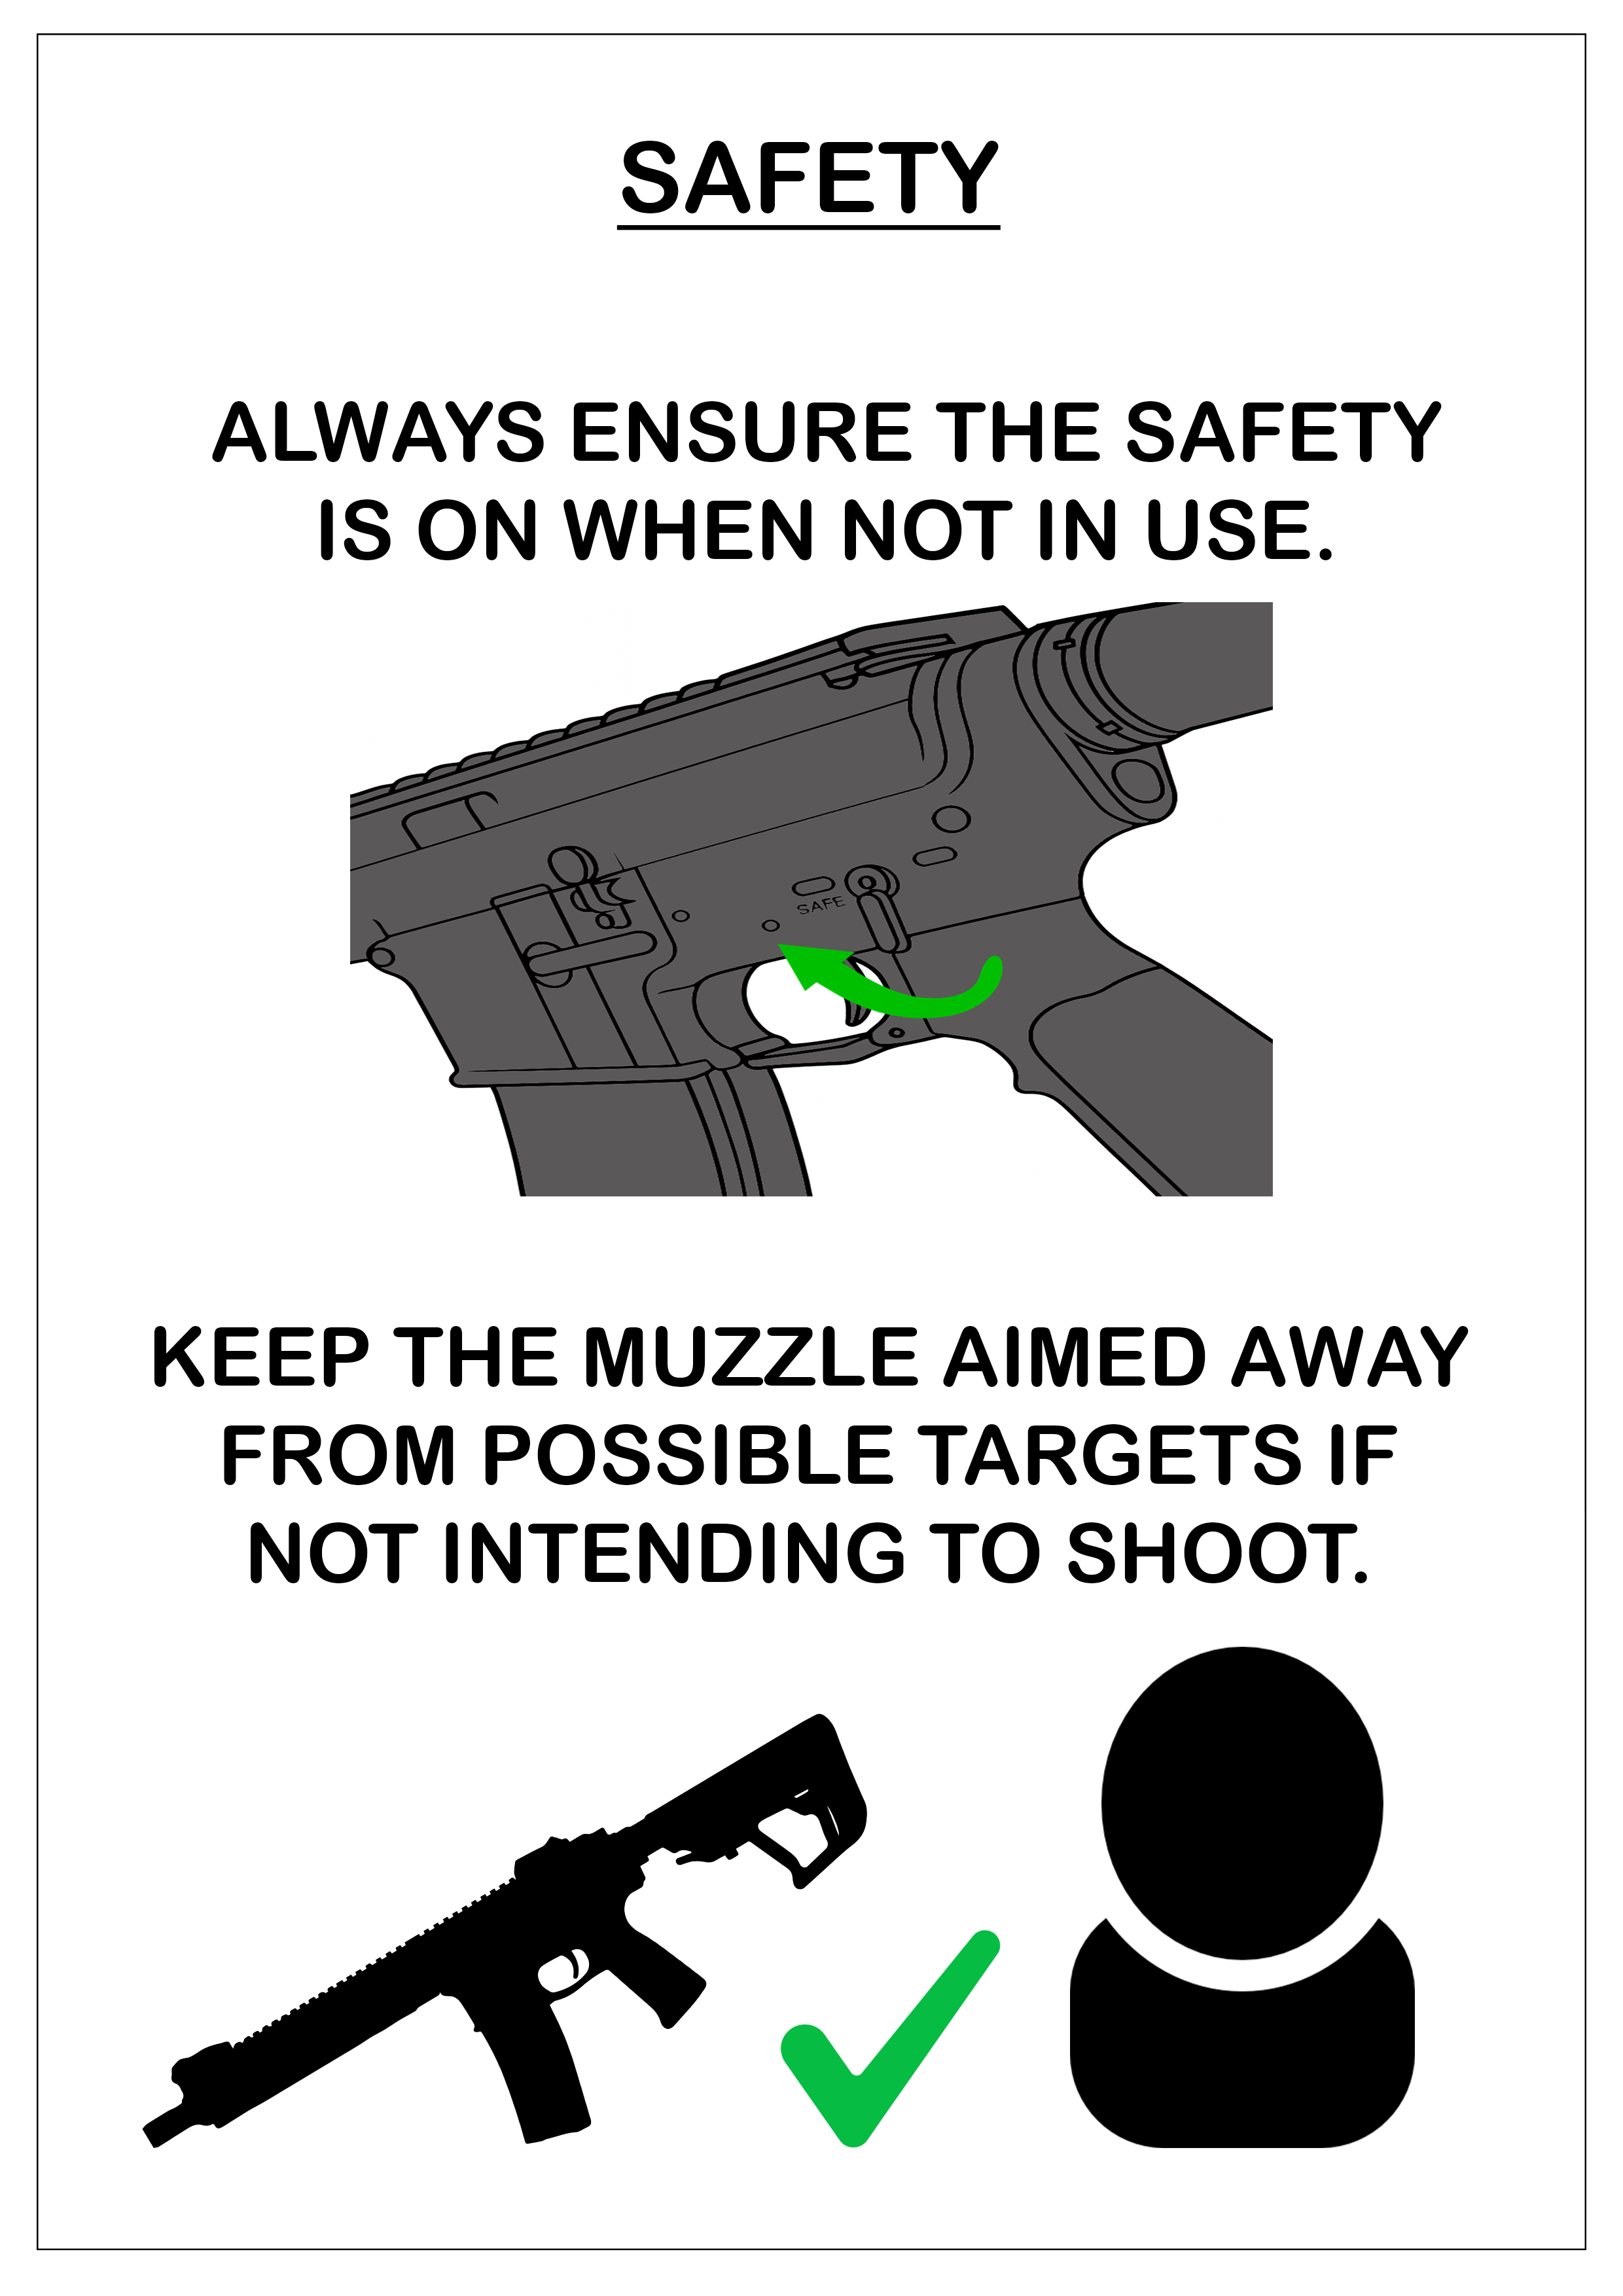 SAFETY
ALWAYS ENSURE THE SAFETY
IS ON WHEN NOT IN USE.
SAFE
KEEP THE MUZZLE AIMED AWAY
FROM POSSIBLE TARGETS IF
NOT INTENDING TO SHOOT.